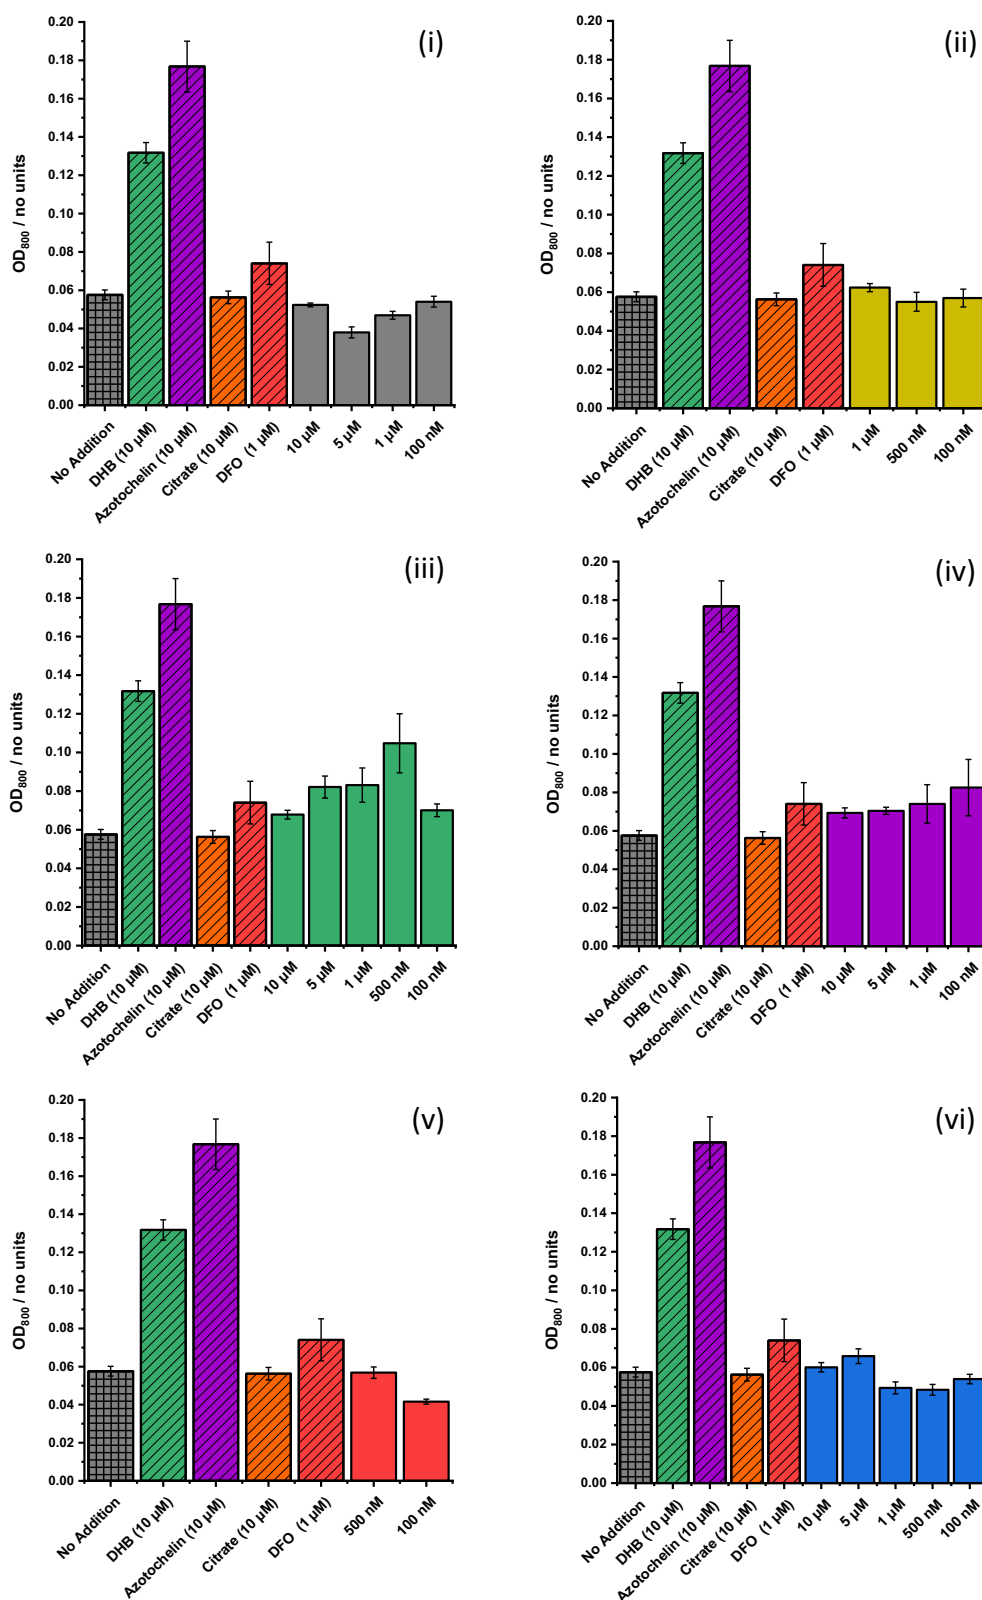 (i)
OD800 / no units
0.20
0.18
0.16
0.14
0.12
0.10
0.08
0.06
0.04
0.02
0.00
No Addition
DHB (10 µM)
Azotochelin (10 µM)
Citrate (10 µM)
DFO (1 µM)
10 µM
5 µM
1 µM
100 nM
(ii)
OD800 / no units
0.20
0.18
0.16
0.14
0.12
0.10
0.08
0.06
0.04
0.02
0.00
No Addition
DHB (10 µM)
Azotochelin (10 µM)
Citrate (10 µM)
DFO (1 µM)
1 µM
500 nM
100 nM
(iii)
OD800 / no units
0.20
0.18
0.16
0.14
0.12
0.10
0.08
0.06
0.04
0.02
0.00
No Addition
DHB (10 µM)
Azotochelin (10 µM)
Citrate (10 µM)
DFO (1 µM)
10 µM
5 µM
1 µM
500 nM
100 nM
(iv)
OD800 / no units
0.20
0.18
0.16
0.14
0.12
0.10
0.08
0.06
0.04
0.02
0.00
No Addition
DHB (10 µM)
Azotochelin (10 µM)
Citrate (10 µM)
DFO (1 µM)
10 µM
5 µM
1 µM
100 nM
(v)
OD800 / no units
0.20
0.18
0.16
0.14
0.12
0.10
0.08
0.06
0.04
0.02
0.00
No Addition
DHB (10 µM)
Azotochelin (10 µM)
Citrate (10 µM)
DFO (1 µM)
500 nM
100 nM
(vi)
OD800 / no units
0.20
0.18
0.16
0.14
0.12
0.10
0.08
0.06
0.04
0.02
0.00
No Addition
DHB (10 µM)
Azotochelin (10 µM)
Citrate (10 µM)
DFO (1 µM)
10 µM
5 µM
1 µM
500 nM
100 nM